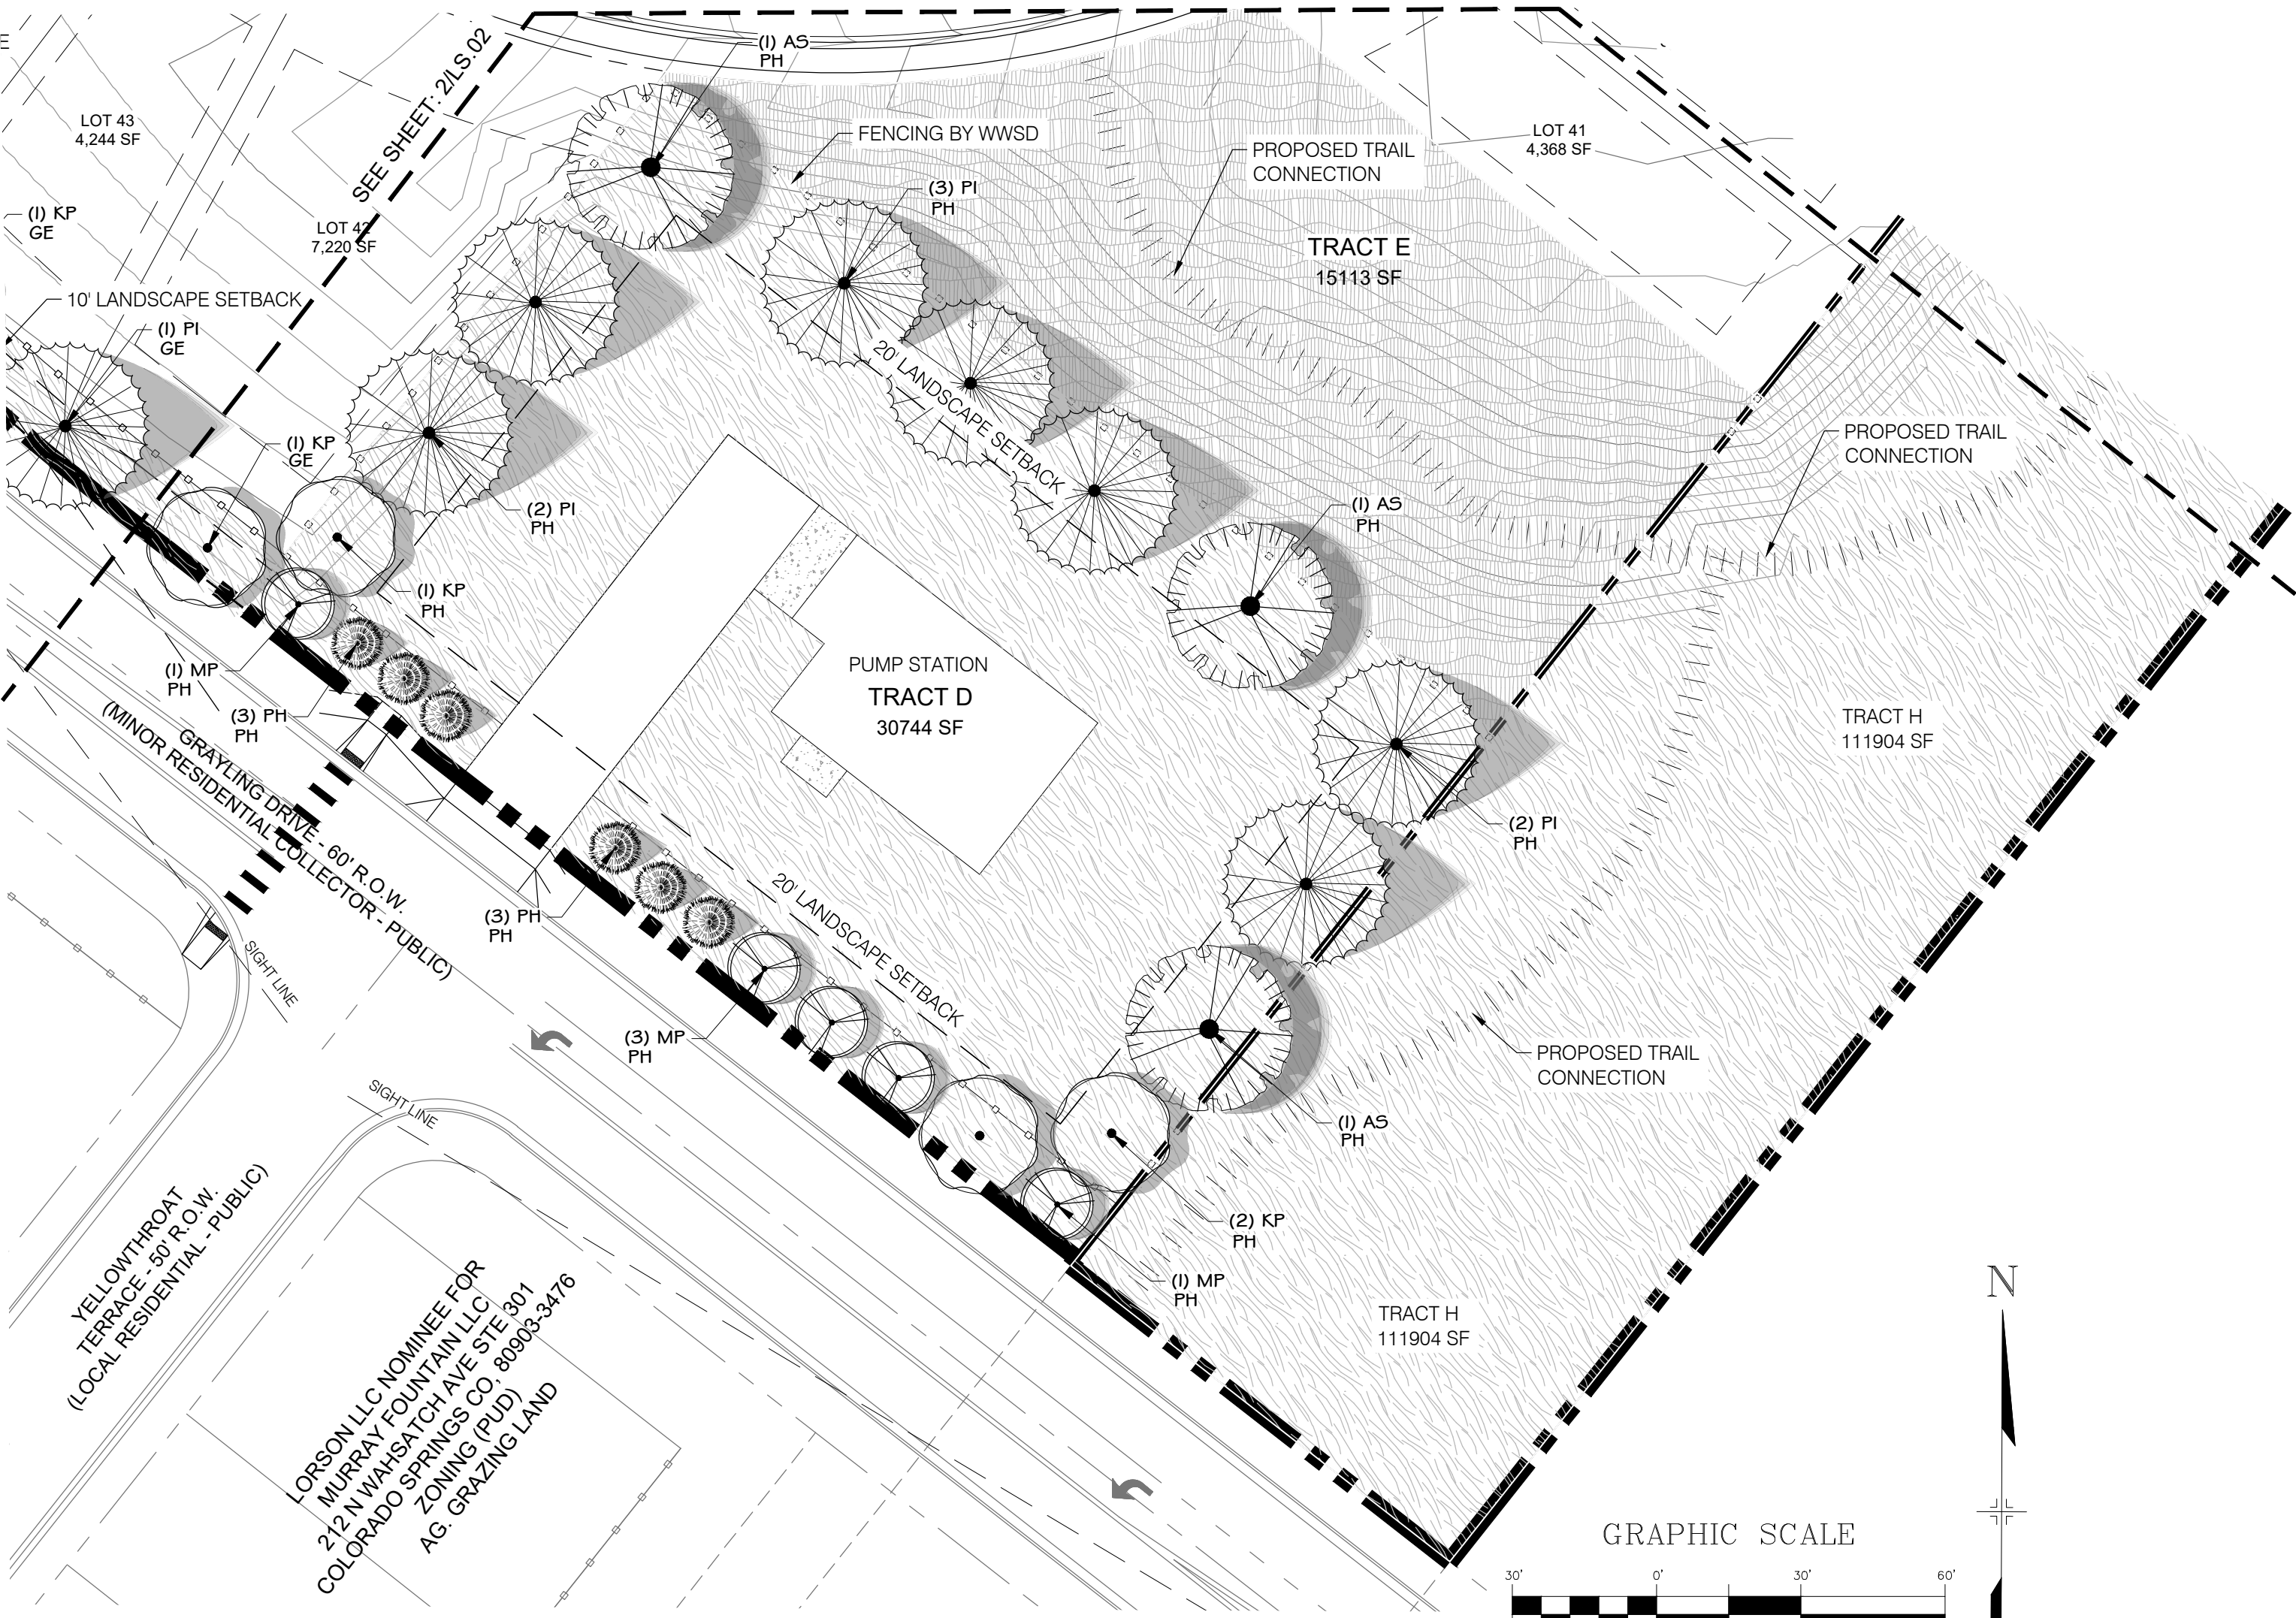 (1) AS
PH
SEE SHEET: 2/LS.02
LOT 43
4,244 SF
FENCING BY WWSD
PROPOSED TRAIL
CONNECTION
LOT 41
4,368 SF
(3) PI
PH
(1) KP
GE
LOT 42
7,220 SF
TRACT E
15113 SF
10' LANDSCAPE SETBACK
(1) PI
GE
20' LANDSCAPE SETBACK
PROPOSED TRAIL
CONNECTION
(1) KP
GE
(2) PI
PH
(1) AS
PH
(1) KP
PH
(1) MP
PH
PUMP STATION
TRACT D
30744 SF
(3) PH
PH
TRACT H
111904 SF
GRAYLING DRIVE - 60' R.O.W.
(MINOR RESIDENTIAL COLLECTOR - PUBLIC)
(2) PI
PH
(3) PH
PH
20' LANDSCAPE SETBACK
SIGHT LINE
(3) MP
PH
PROPOSED TRAIL
CONNECTION
SIGHT LINE
(1) AS
PH
YELLOWTHROAT
TERRACE - 50' R.O.W.
(LOCAL RESIDENTIAL - PUBLIC)
(2) KP
PH
(1) MP
PH
LORSON LLC NOMINEE FOR
MURRAY FOUNTAIN LLC
212 N WAHSATCH AVE STE 301
COLORADO SPRINGS CO, 80903-3476
ZONING (PUD)
AG. GRAZING LAND
TRACT H
111904 SF
N
GRAPHIC SCALE
30' 0' 30' 60'